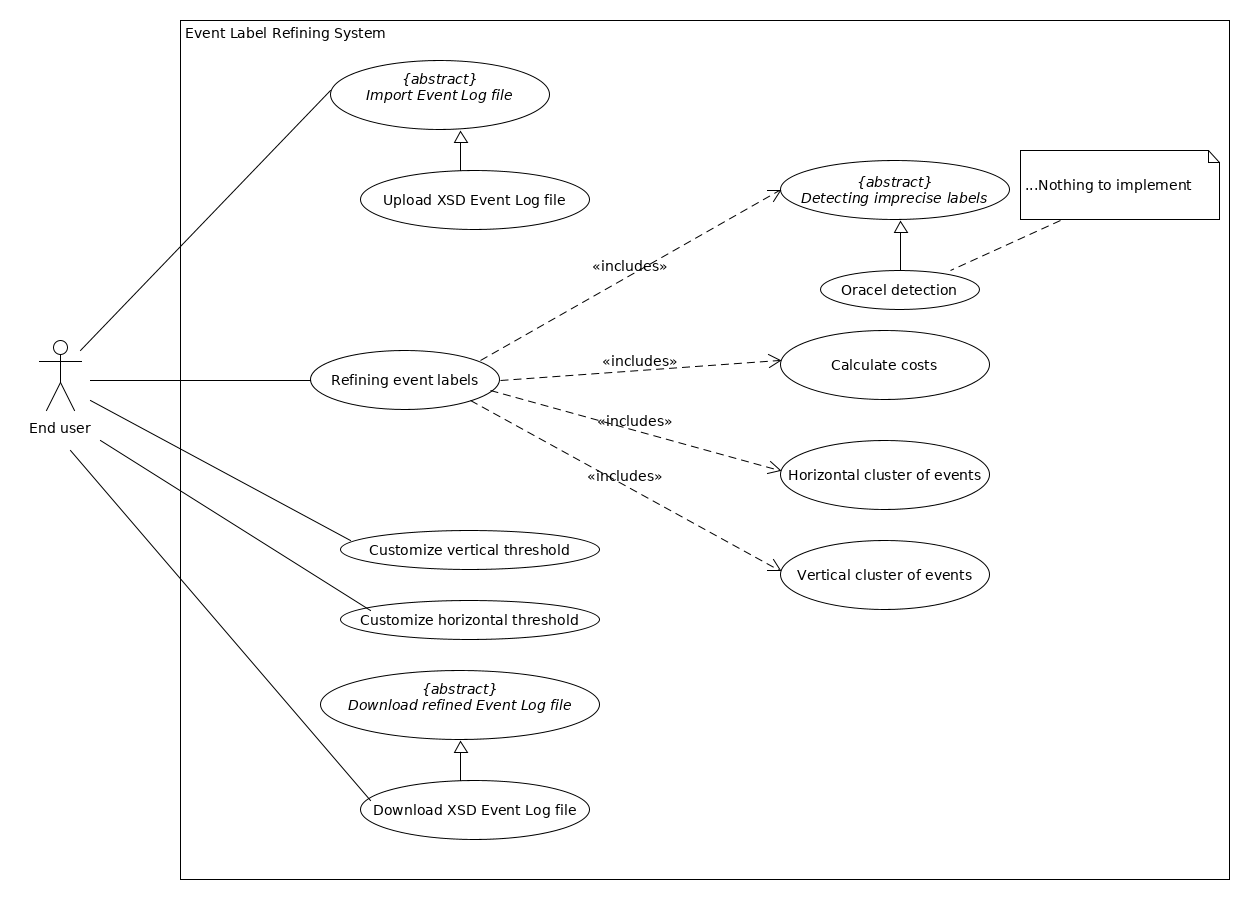 Event Label Refining System
{abstract}
Import Event Log file
Upload XSD Event Log file
{abstract}
Detecting imprecise labels
...Nothing to implement
«includes»
Oracel detection
End user
Refining event labels
«includes»
Calculate costs
«includes»
Horizontal cluster of events
«includes»
Customize vertical threshold
Vertical cluster of events
Customize horizontal threshold
{abstract}
Download refined Event Log file
Download XSD Event Log file